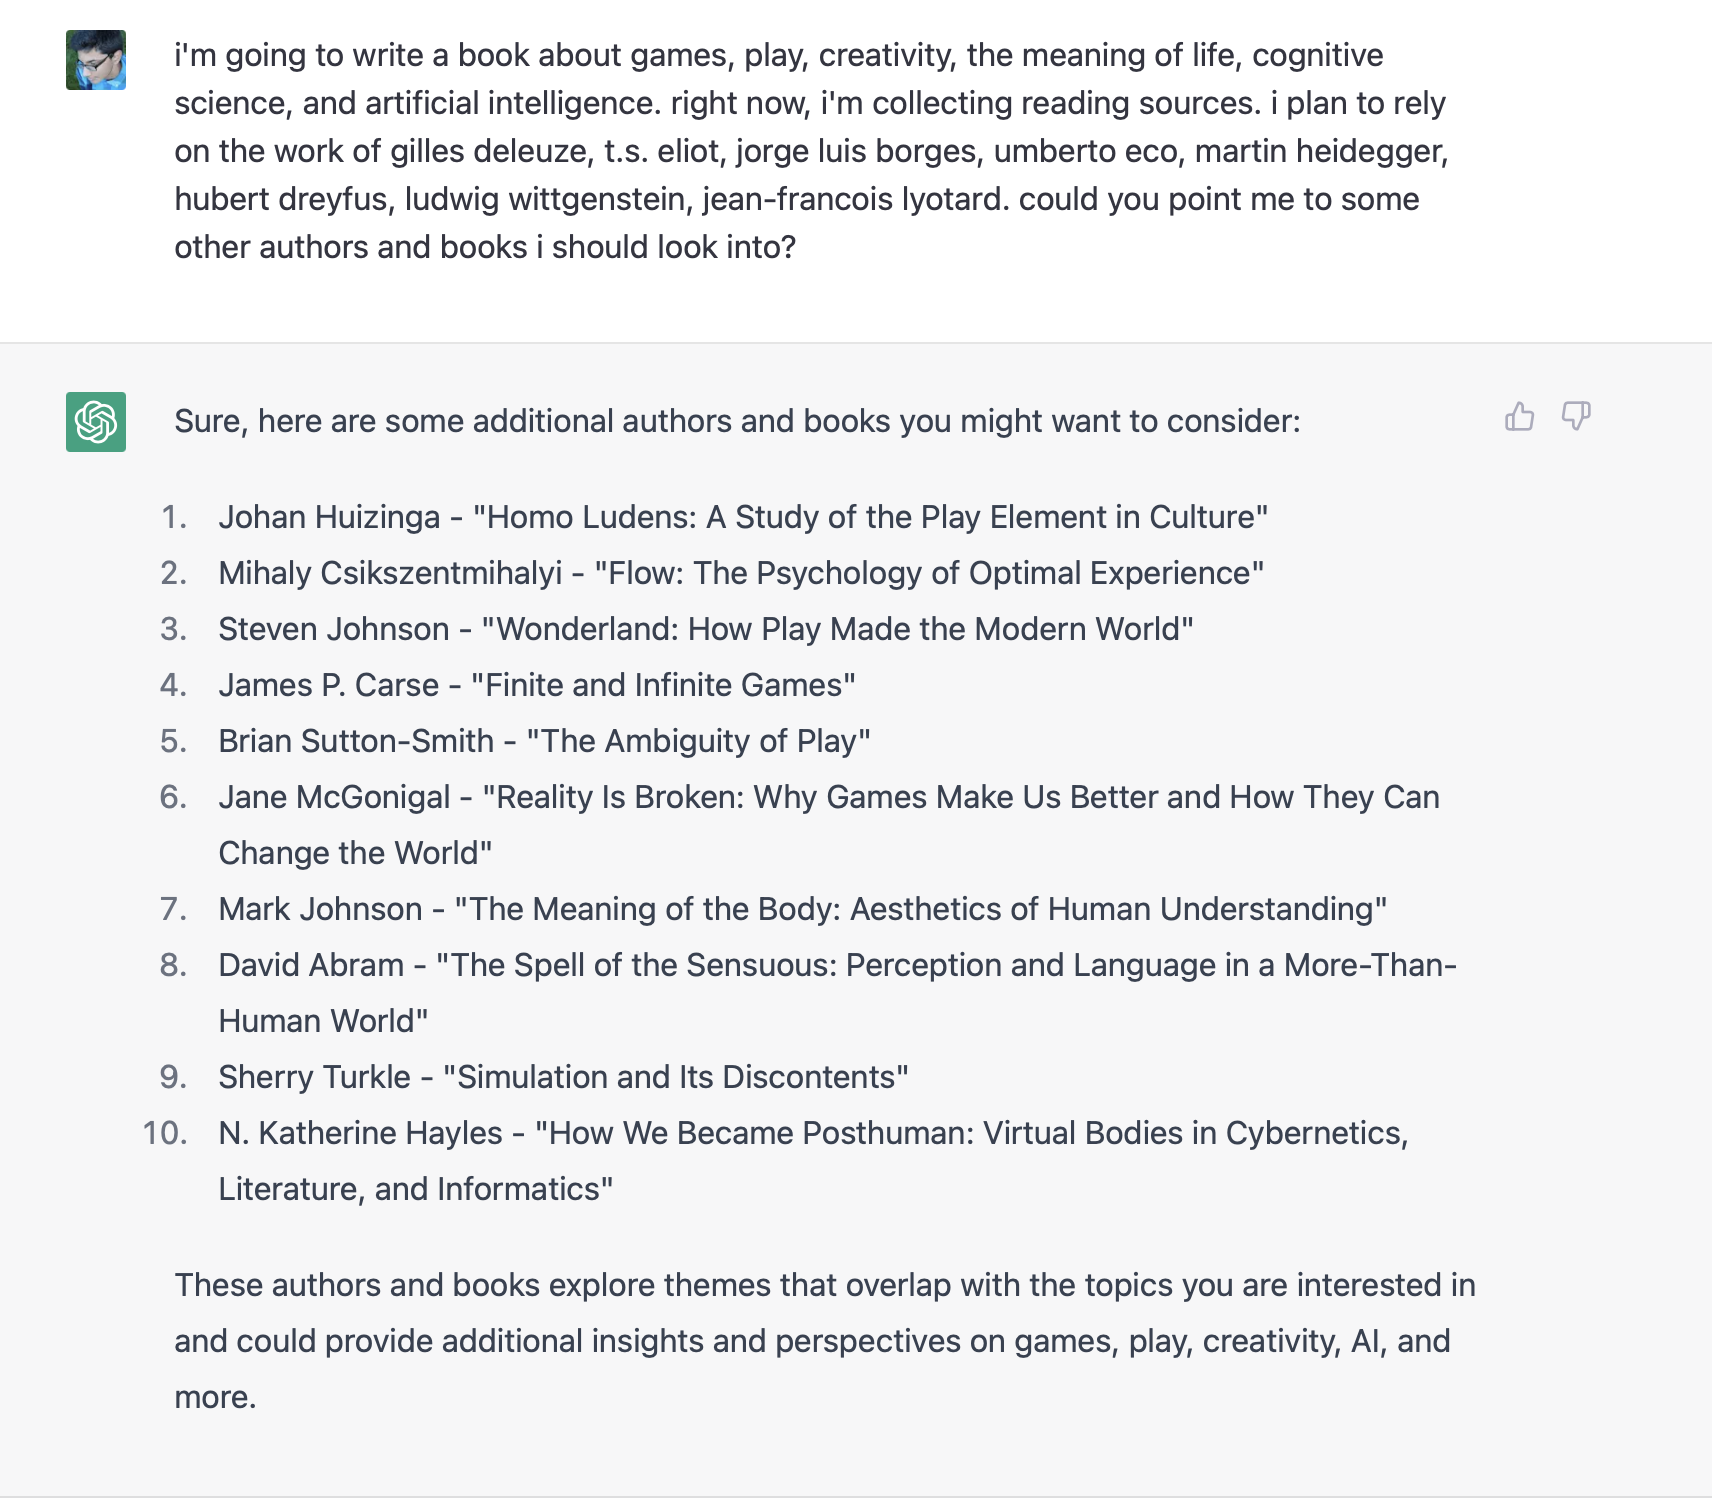 i'm going to write a book about games, play, creativity, the meaning of life, cognitive
science, and artificial intelligence. right now, i'm collecting reading sources. i plan to rely
on the work of gilles deleuze, t.s. eliot, jorge luis borges, umberto eco, martin heidegger,
hubert dreyfus, ludwig wittgenstein, jean-francois lyotard. could you point me to some
other authors and books i should look into?
Sure, here are some additional authors and books you might want to consider:
1. Johan Huizinga - "Homo Ludens: A Study of the Play Element in Culture"
2. Mihaly Csikszentmihalyi - "Flow: The Psychology of Optimal Experience"
3. Steven Johnson - "Wonderland: How Play Made the Modern World"
4. James P. Carse - "Finite and Infinite Games"
5. Brian Sutton-Smith - "The Ambiguity of Play"
6. Jane McGonigal - "Reality Is Broken: Why Games Make Us Better and How They Can
Change the World"
7. Mark Johnson - "The Meaning of the Body: Aesthetics of Human Understanding"
8. David Abram - "The Spell of the Sensuous: Perception and Language in a More-Than-
Human World"
9. Sherry Turkle - "Simulation and Its Discontents"
10. N. Katherine Hayles - "How We Became Posthuman: Virtual Bodies in Cybernetics,
Literature, and Informatics"
These authors and books explore themes that overlap with the topics you are interested in
and could provide additional insights and perspectives on games, play, creativity, AI, and
more.